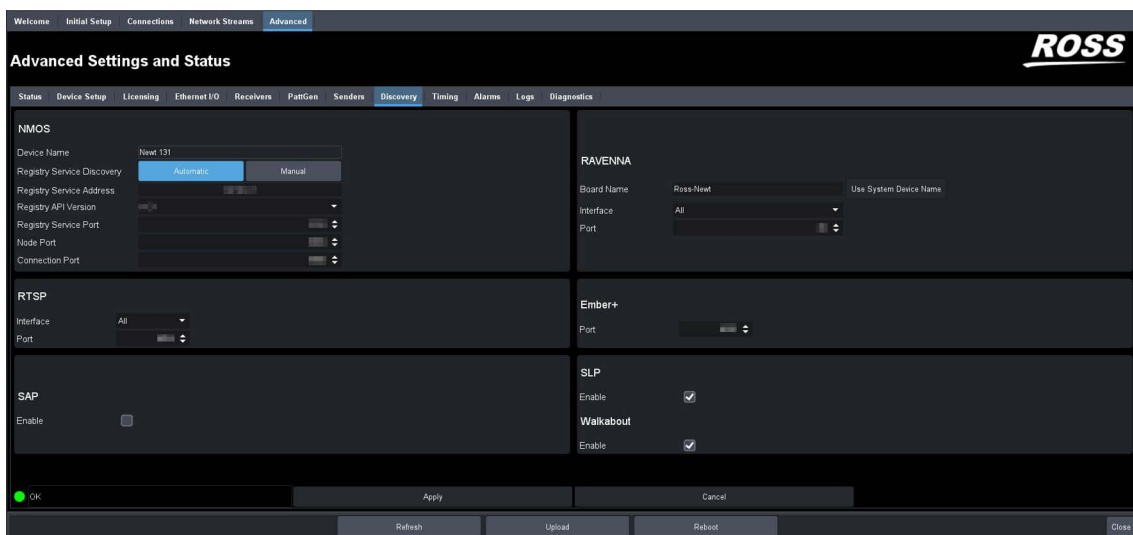 Welcome Initial Setup Connections Network Streams Advanced
ROSS
Advanced Settings and Status
Status Device Setup Licensing Ethernet I/O Receivers PattGen Senders Discovery Timing Alarms Logs Diagnostics
NMOS
Device Name Newt 131
Registry Service Discovery Automatic Manual
Registry Service Address
Registry API Version
Registry Service Port
Node Port
Connection Port
RAVENNA
Board Name Ross-Newt Use System Device Name
Interface All
Port
RTSP
Interface All
Port
Ember+
Port
SAP
Enable
SLP
Enable
Walkabout
Enable
OK Apply Cancel
Refresh Upload Reboot Close